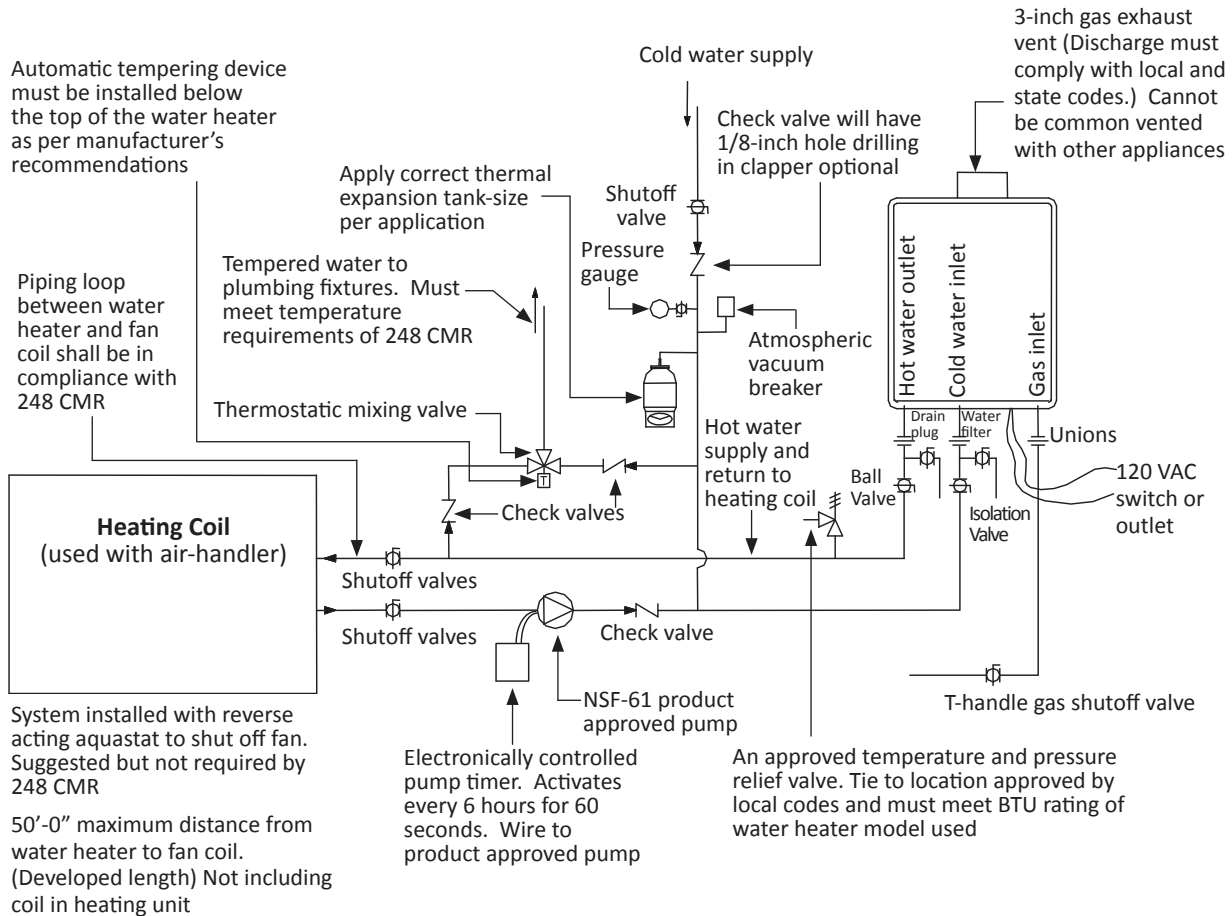 3-inch gas exhaust
vent (Discharge must
comply with local and
state codes.)  Cannot
be common vented
with other appliances
Cold water supply
Automatic tempering device
must be installed below
the top of the water heater
as per manufacturer’s
recommendations
Check valve will have
1/8-inch hole drilling
in clapper optional
Apply correct thermal
expansion tank-size
per application
Shutoff
valve
Pressure
gauge
Tempered water to
plumbing fixtures.  Must
meet temperature
requirements of 248 CMR
Piping loop
between water
heater and fan
coil shall be in
compliance with
248 CMR
Atmospheric
vacuum
breaker
Hot water outlet
Cold water inlet
Gas inlet
Thermostatic mixing valve
Drain
plug
Water
filter
Unions
Hot water
supply and
return to
heating coil
Ball
Valve
120 VAC
switch or
outlet
T
Isolation
Valve
Check valves
Heating Coil
(used with air-handler)
Shutoff valves
Shutoff valves
Check valve
NSF-61 product
approved pump
T-handle gas shutoff valve
System installed with reverse
acting aquastat to shut off fan.
Suggested but not required by
248 CMR
Electronically controlled
pump timer.  Activates
every 6 hours for 60
seconds.  Wire to
product approved pump
An approved temperature and pressure
relief valve. Tie to location approved by
local codes and must meet BTU rating of
water heater model used
50’-0” maximum distance from
water heater to fan coil.
(Developed length) Not including
coil in heating unit